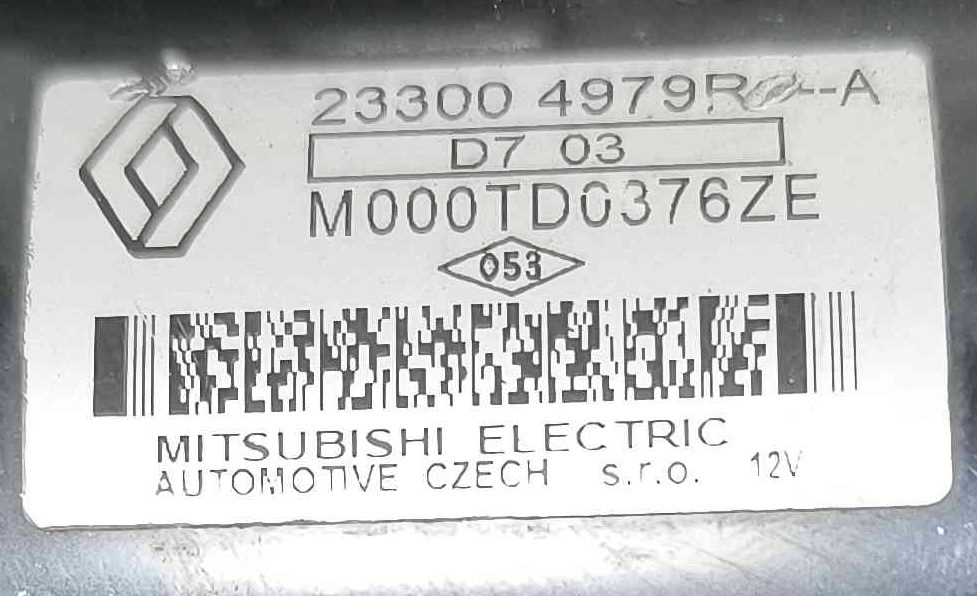 23300 4979R --A
D7 03
M000TD0376ZE
053
MITSUBISHI ELECTRIC
AUTOMOTIVE CZECH s.r.o. 12V